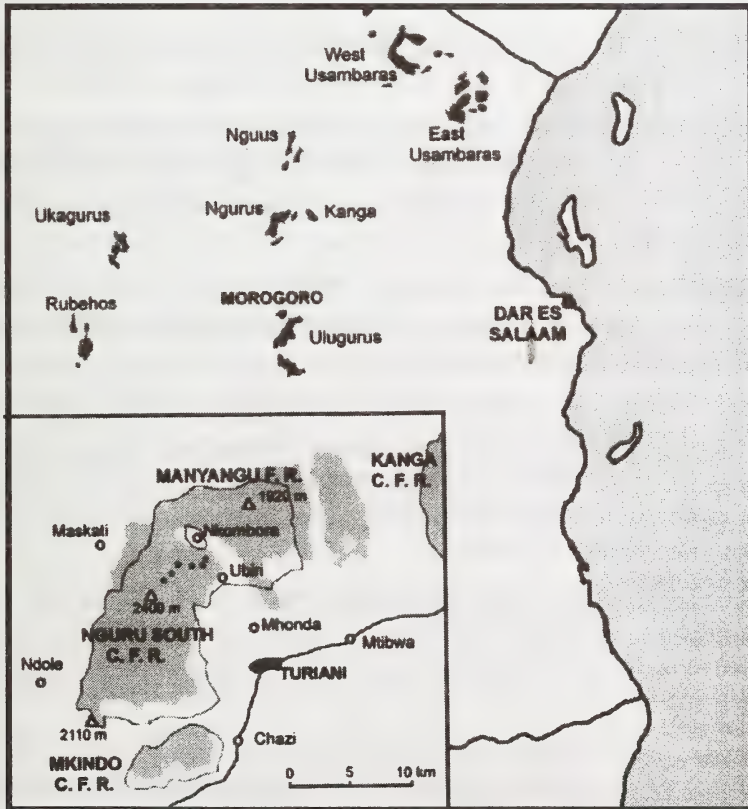 West
Usambaras
East
Usambaras
Nguus
Ngurus
Kanga
Ukagurus
Rubehos
MOROGORO
Ulugurus
DAR ES
SALAAM
MANYANGU F. R.
KANGA
C. F. R.
1920 m
Maskati
Nkombora
Ubiri
2400 m
NGURU SOUTH
C. F. R.
Mhonda
Mtibwa
Ndole
TURIANI
2110 m
Chazi
MKINDO
C. F. R.
0 5 10 km